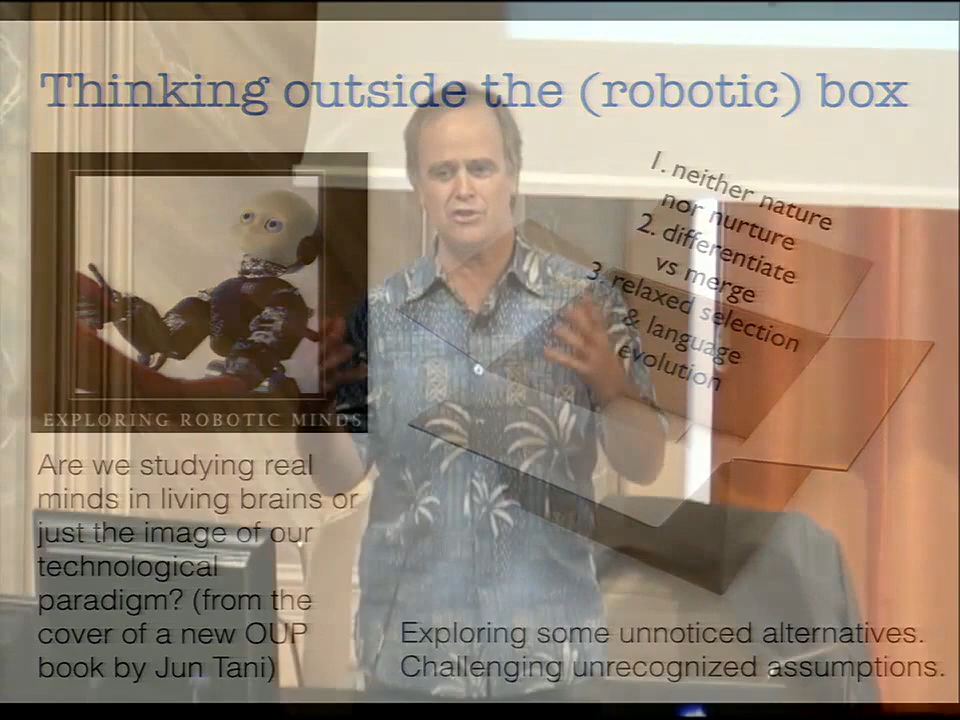 Thinking outside the (robotic) box
EXPLORING ROBOTIC MINDS
Are we studying real
minds in living brains or
just the image of our
technological
paradigm? (from the
cover of a new OUP
book by Jun Tani)
1. neither nature
nor nurture
2. differentiate
vs merge
3. relaxed selection
& language
evolution
Exploring some unnoticed alternatives.
Challenging unrecognized assumptions.